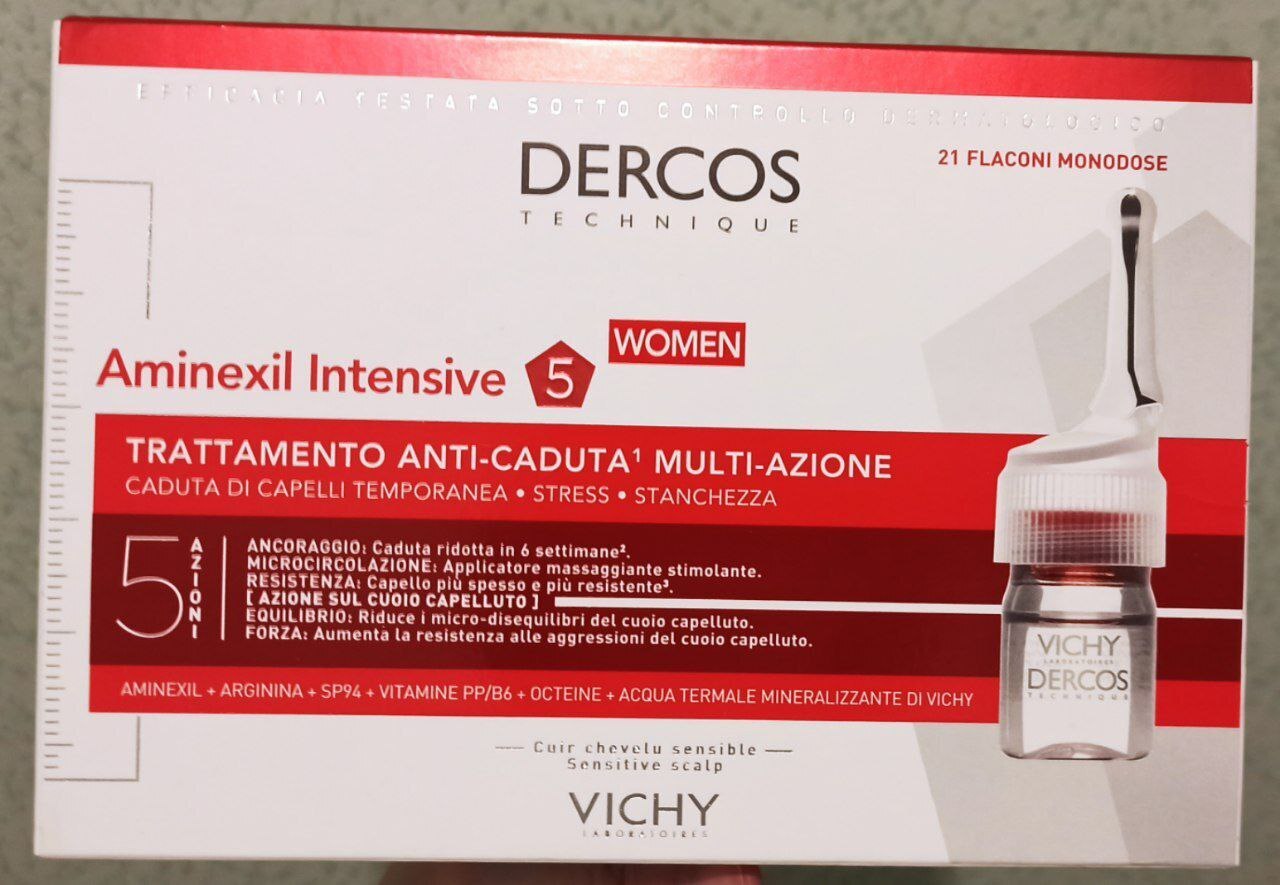 EFFICACIA TESTATA SOTTO CONTROLLO DERMATOLOGICO
21 FLACONI MONODOSE
DERCOS
TECHNIQUE
WOMEN
Aminexil Intensive 5
TRATTAMENTO ANTI-CADUTA¹ MULTI-AZIONE
CADUTA DI CAPELLI TEMPORANEA • STRESS • STANCHEZZA
5 AZIONI
ANCORAGGIO: Caduta ridotta in 6 settimane².
MICROCIRCOLAZIONE: Applicatore massaggiante stimolante.
RESISTENZA: Capello più spesso e più resistente³.
[ AZIONE SUL CUOIO CAPELLUTO ]
EQUILIBRIO: Riduce i micro-disequilibri del cuoio capelluto.
FORZA: Aumenta la resistenza alle aggressioni del cuoio capelluto.
AMINEXIL + ARGININA + SP94 + VITAMINE PP/B6 + OCTEINE + ACQUA TERMALE MINERALIZZANTE DI VICHY
VICHY
LABORATOIRES
DERCOS
TECHNIQUE
Cuir chevelu sensible
Sensitive scalp
VICHY
LABORATOIRES